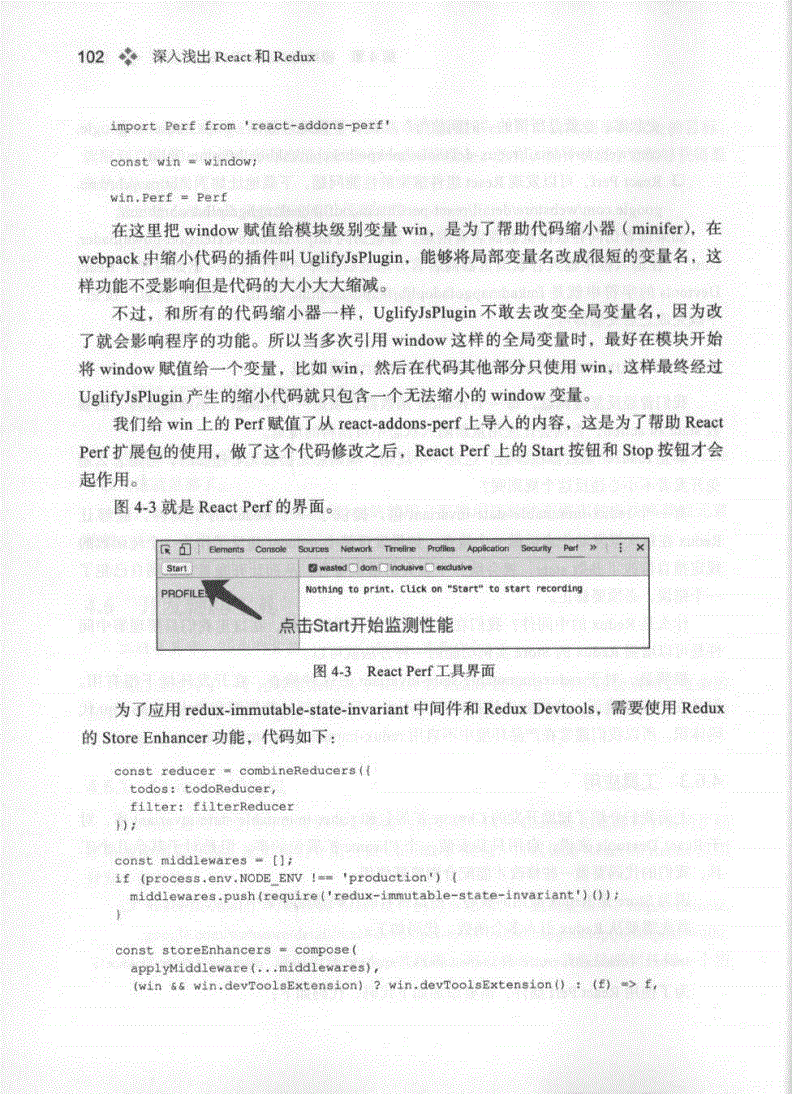 102 深入浅出 React 和 Redux
import Perf from 'react-addons-perf'
const win = window;
win.Perf = Perf
在这里把 window 赋值给模块级别变量 win，是为了帮助代码缩小器（minifer），在
webpack 中缩小代码的插件叫 UglifyJsPlugin，能够将局部变量名改成很短的变量名，这
样功能不受影响但是代码的大小大大缩减。
不过，和所有的代码缩小器一样，UglifyJsPlugin 不敢去改变全局变量名，因为改
了就会影响程序的功能。所以当多次引用 window 这样的全局变量时，最好在模块开始
将 window 赋值给一个变量，比如 win，然后在代码其他部分只使用 win，这样最终经过
UglifyJsPlugin 产生的缩小代码就只包含一个无法缩小的 window 变量。
我们给 win 上的 Perf 赋值了从 react-addons-perf 上导入的内容，这是为了帮助 React
Perf 扩展包的使用，做了这个代码修改之后，React Perf 上的 Start 按钮和 Stop 按钮才会
起作用。
图 4-3 就是 React Perf 的界面。
Elements Console Sources Network Timeline Profiles Application Security Perf » ⋮ ×
Start wasted dom inclusive exclusive
PROFILES Nothing to print. Click on "Start" to start recording
点击Start开始监测性能
图 4-3 React Perf 工具界面
为了应用 redux-immutable-state-invariant 中间件和 Redux Devtools，需要使用 Redux
的 Store Enhancer 功能，代码如下：
const reducer = combineReducers({
todos: todoReducer,
filter: filterReducer
});
const middlewares = [];
if (process.env.NODE_ENV !== 'production') {
middlewares.push(require('redux-immutable-state-invariant')());
}
const storeEnhancers = compose(
applyMiddleware(...middlewares),
(win && win.devToolsExtension) ? win.devToolsExtension() : (f) => f,